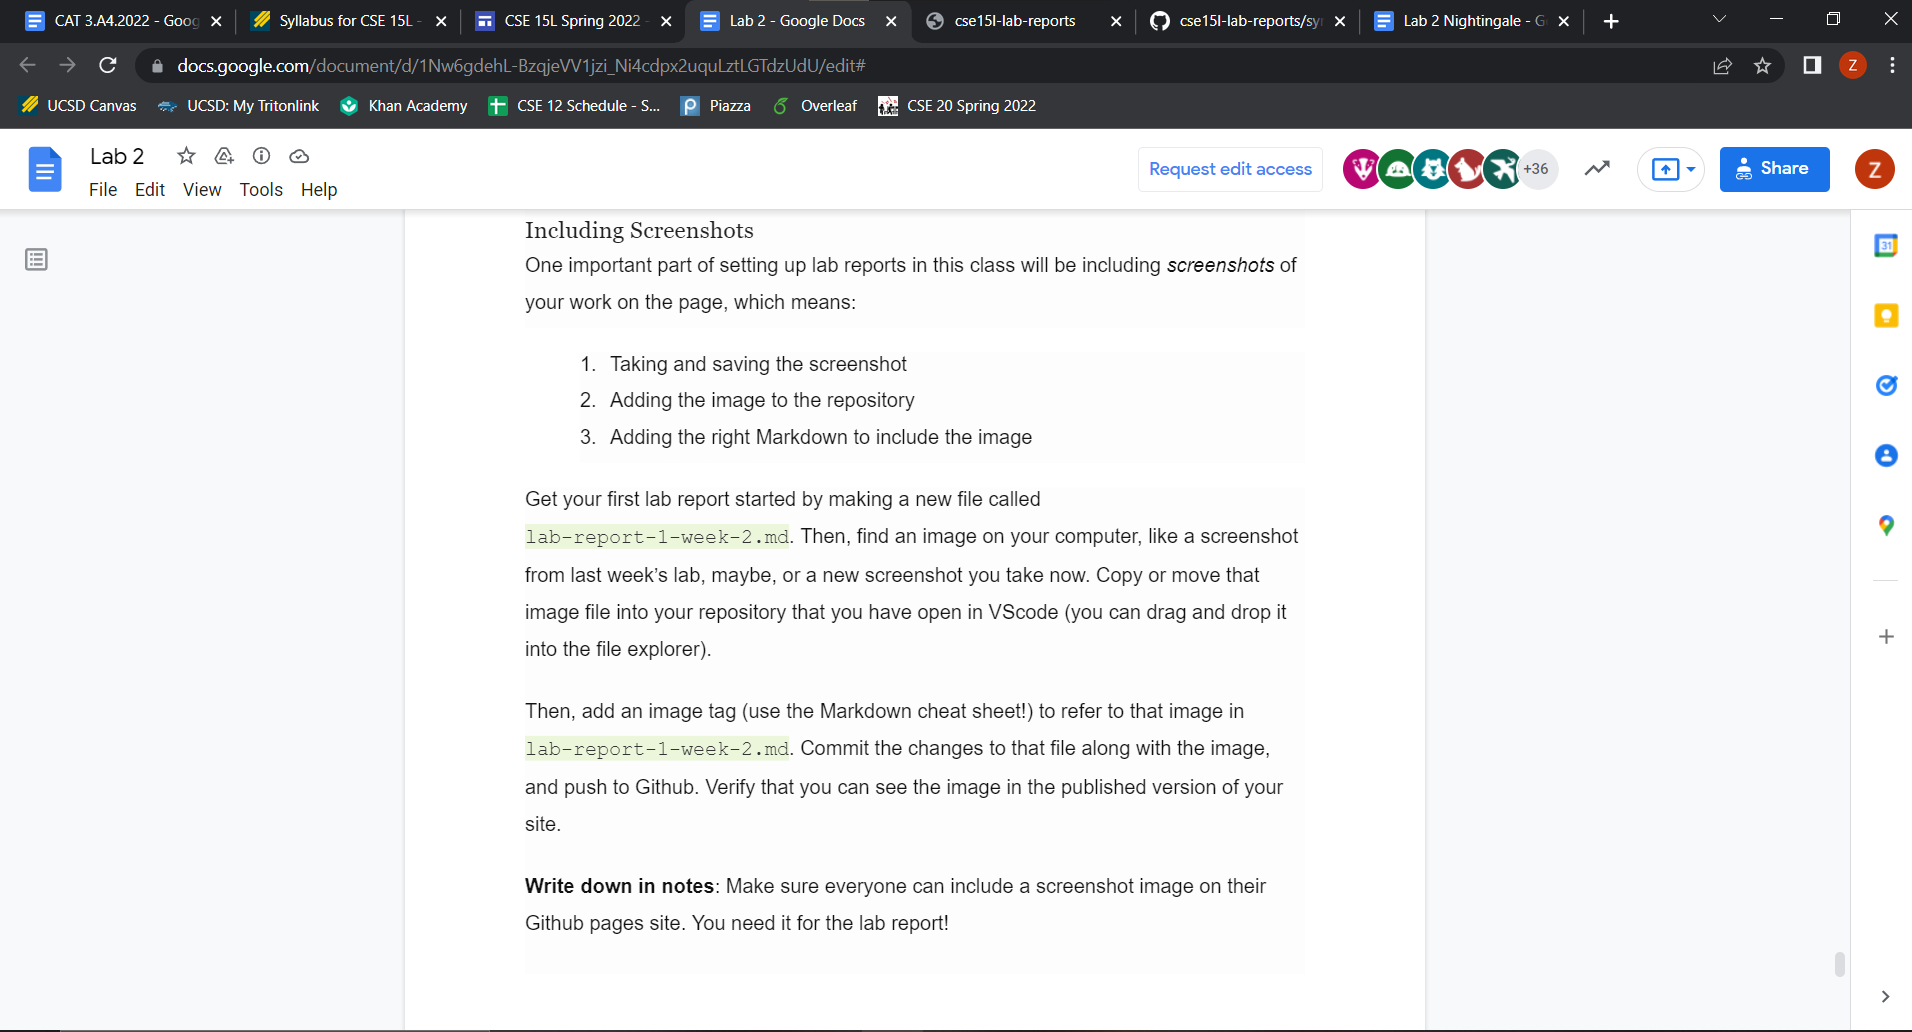 CAT 3.A4.2022 - Goog
Syllabus for CSE 15L -
CSE 15L Spring 2022 -
Lab 2 - Google Docs
cse15l-lab-reports
cse15l-lab-reports/sy
Lab 2 Nightingale - G
docs.google.com/document/d/1Nw6gdehL-BzqjeVV1jzi_Ni4cdpx2uquLztLGTdzUdU/edit#
Z
UCSD Canvas
UCSD: My Tritonlink
Khan Academy
CSE 12 Schedule - S...
Piazza
Overleaf
CSE 20 Spring 2022
Lab 2
File Edit View Tools Help
Request edit access
+36
Share
Z
31
Including Screenshots
One important part of setting up lab reports in this class will be including screenshots of
your work on the page, which means:
1. Taking and saving the screenshot
2. Adding the image to the repository
3. Adding the right Markdown to include the image
Get your first lab report started by making a new file called
lab-report-1-week-2.md. Then, find an image on your computer, like a screenshot
from last week’s lab, maybe, or a new screenshot you take now. Copy or move that
image file into your repository that you have open in VScode (you can drag and drop it
into the file explorer).
Then, add an image tag (use the Markdown cheat sheet!) to refer to that image in
lab-report-1-week-2.md. Commit the changes to that file along with the image,
and push to Github. Verify that you can see the image in the published version of your
site.
Write down in notes: Make sure everyone can include a screenshot image on their
Github pages site. You need it for the lab report!